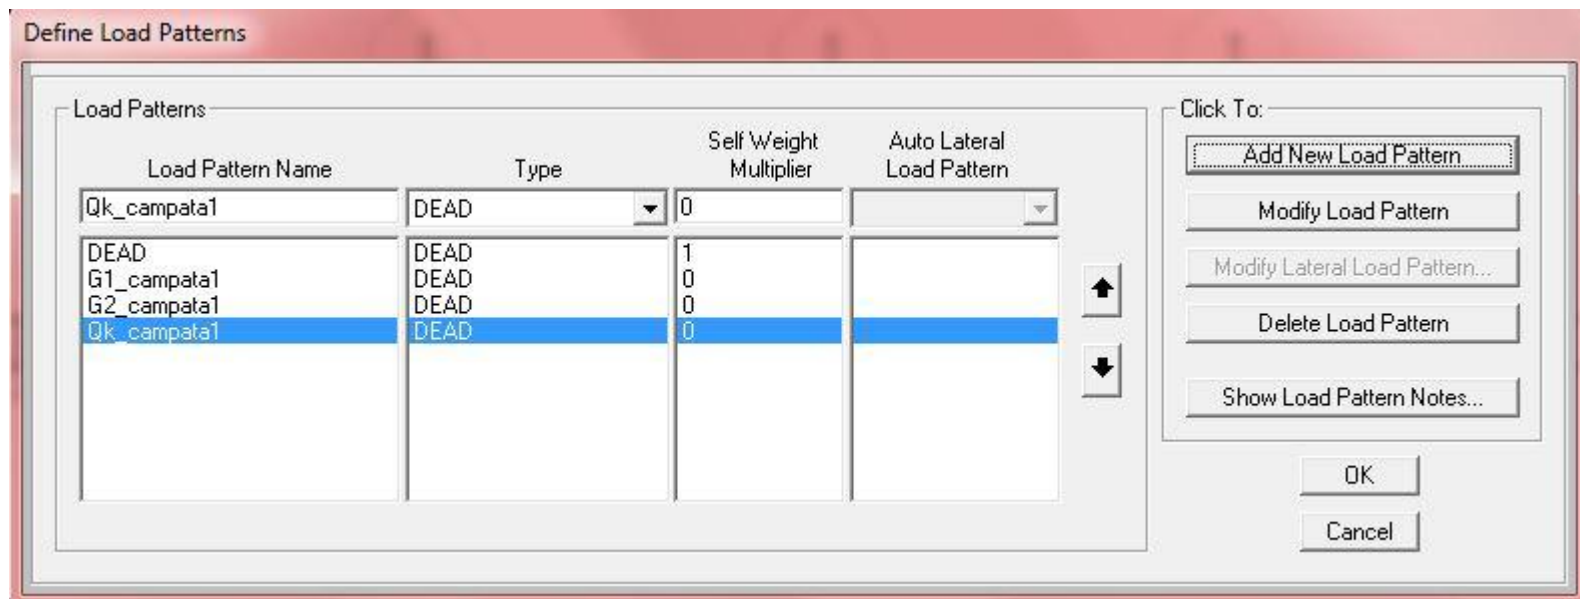 Define Load Patterns
Load Patterns
Load Pattern Name Type Self Weight Multiplier Auto Lateral Load Pattern
Qk_campata1 DEAD 0
DEAD DEAD 1
G1_campata1 DEAD 0
G2_campata1 DEAD 0
Qk_campata1 DEAD 0
Click To:
Add New Load Pattern
Modify Load Pattern
Modify Lateral Load Pattern...
Delete Load Pattern
Show Load Pattern Notes...
OK
Cancel